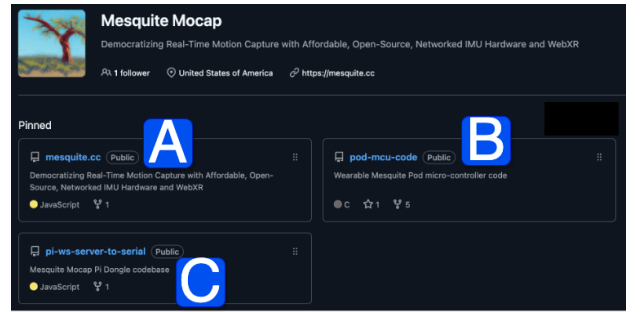 Mesquite Mocap
Democratizing Real-Time Motion Capture with Affordable, Open-Source, Networked IMU Hardware and WebXR
1 follower United States of America https://mesquite.cc
Pinned
mesquite.cc Public A
Democratizing Real-Time Motion Capture with Affordable, Open-
Source, Networked IMU Hardware and WebXR
JavaScript 1
pod-mcu-code Public B
Wearable Mesquite Pod micro-controller code
C 1 5
pi-ws-server-to-serial Public
Mesquite Mocap Pi Dongle codebase C
JavaScript 1